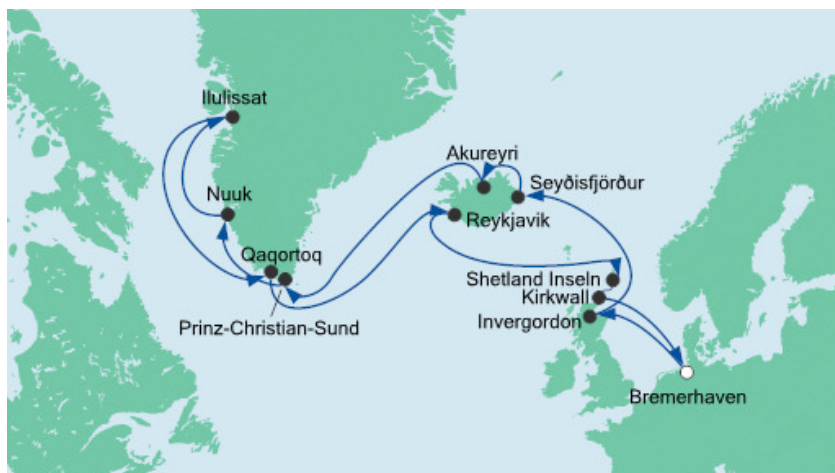 Ilulissat
Akureyri
Seyðisfjörður
Nuuk
Reykjavik
Qaqortoq
Shetland Inseln
Kirkwall
Prinz-Christian-Sund
Invergordon
Bremerhaven